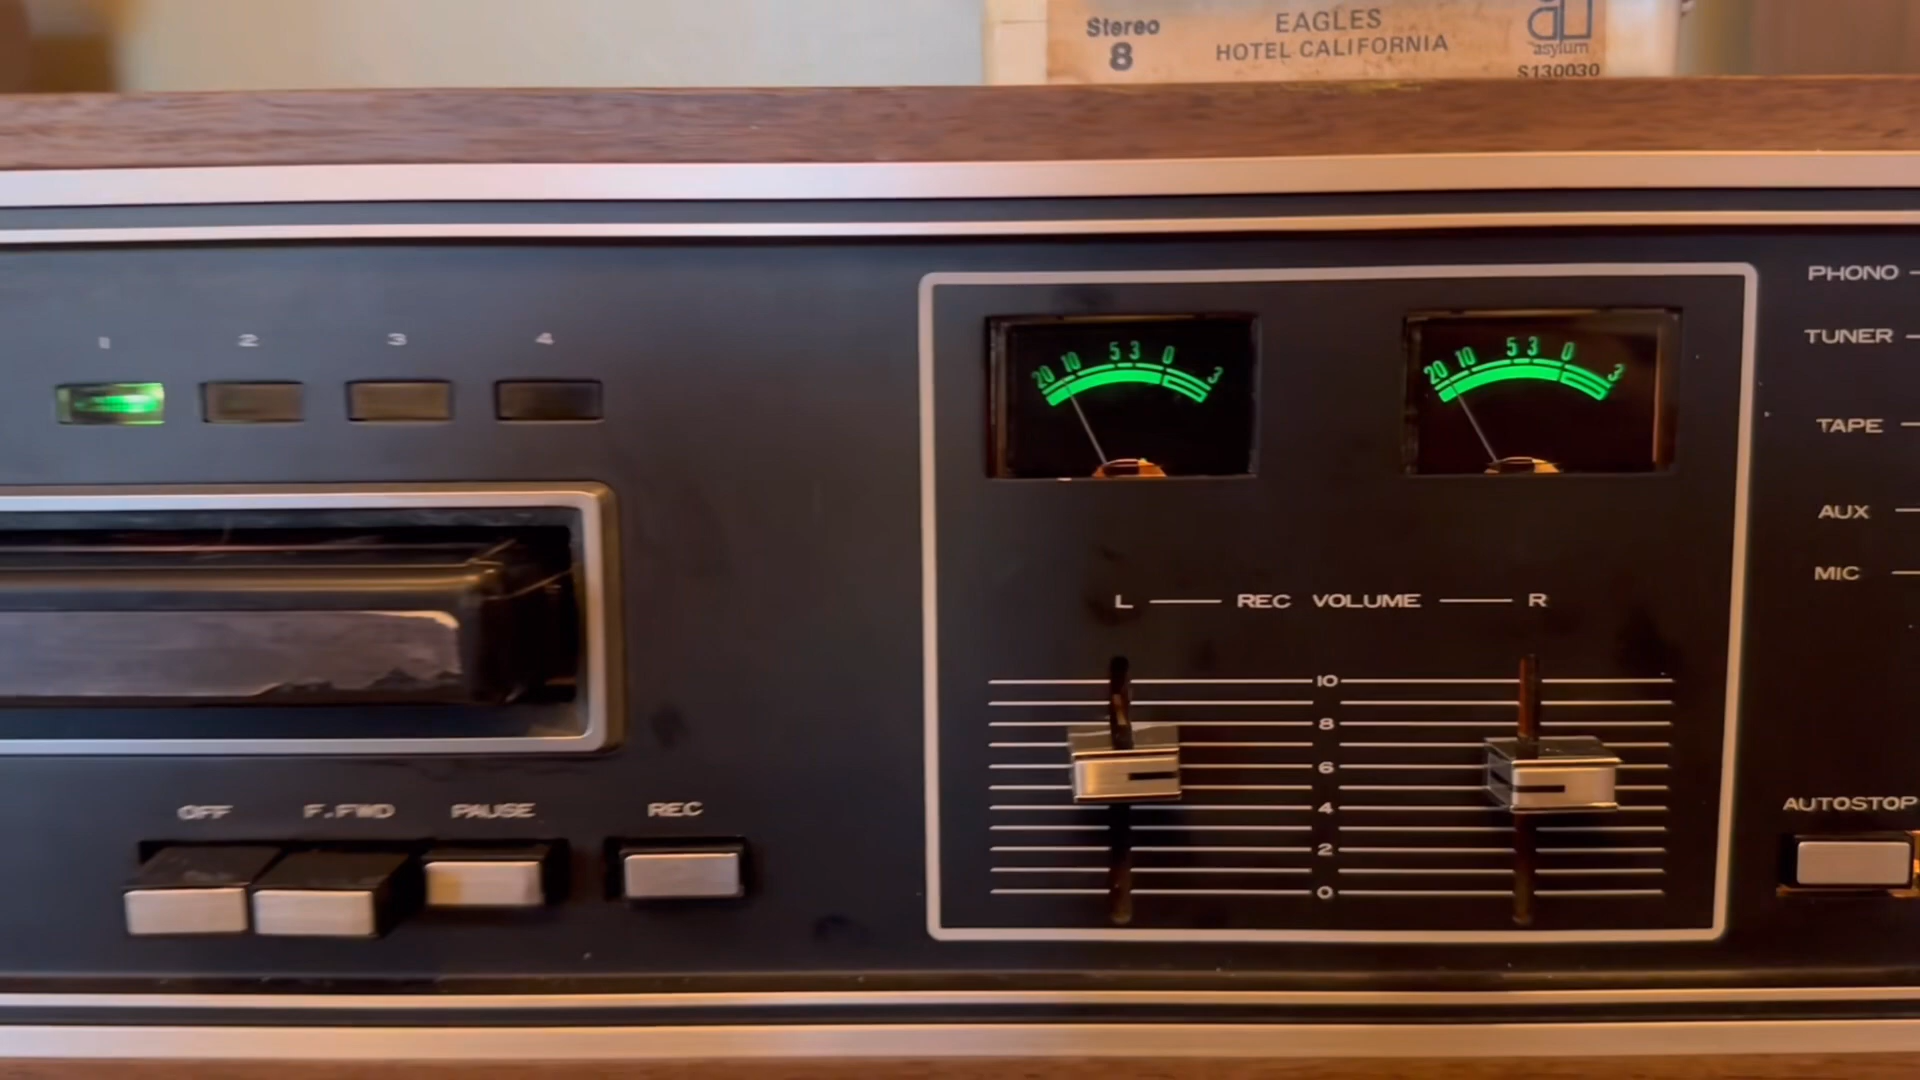 Stereo
8
EAGLES
HOTEL CALIFORNIA
asylum
S130030
1 2 3 4
20 10 5 3 0 3
20 10 5 3 0 3
PHONO
TUNER
TAPE
AUX
MIC
L REC VOLUME R
10
8
6
4
2
0
OFF F.FWD PAUSE REC
AUTOSTOP